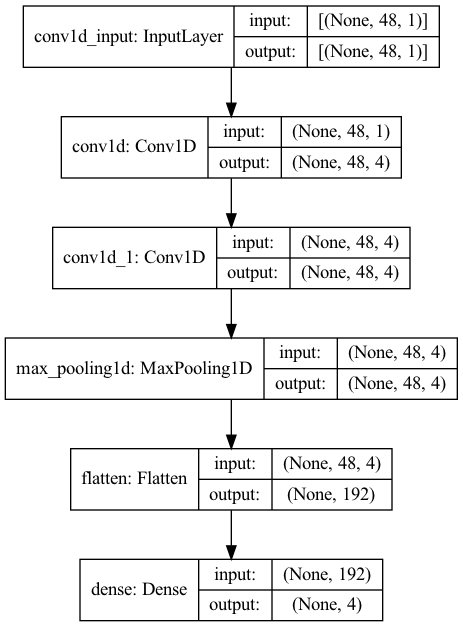 conv1d_input: InputLayer
input:
[(None, 48, 1)]
output:
[(None, 48, 1)]
conv1d: Conv1D
input:
(None, 48, 1)
output:
(None, 48, 4)
conv1d_1: Conv1D
input:
(None, 48, 4)
output:
(None, 48, 4)
max_pooling1d: MaxPooling1D
input:
(None, 48, 4)
output:
(None, 48, 4)
flatten: Flatten
input:
(None, 48, 4)
output:
(None, 192)
dense: Dense
input:
(None, 192)
output:
(None, 4)